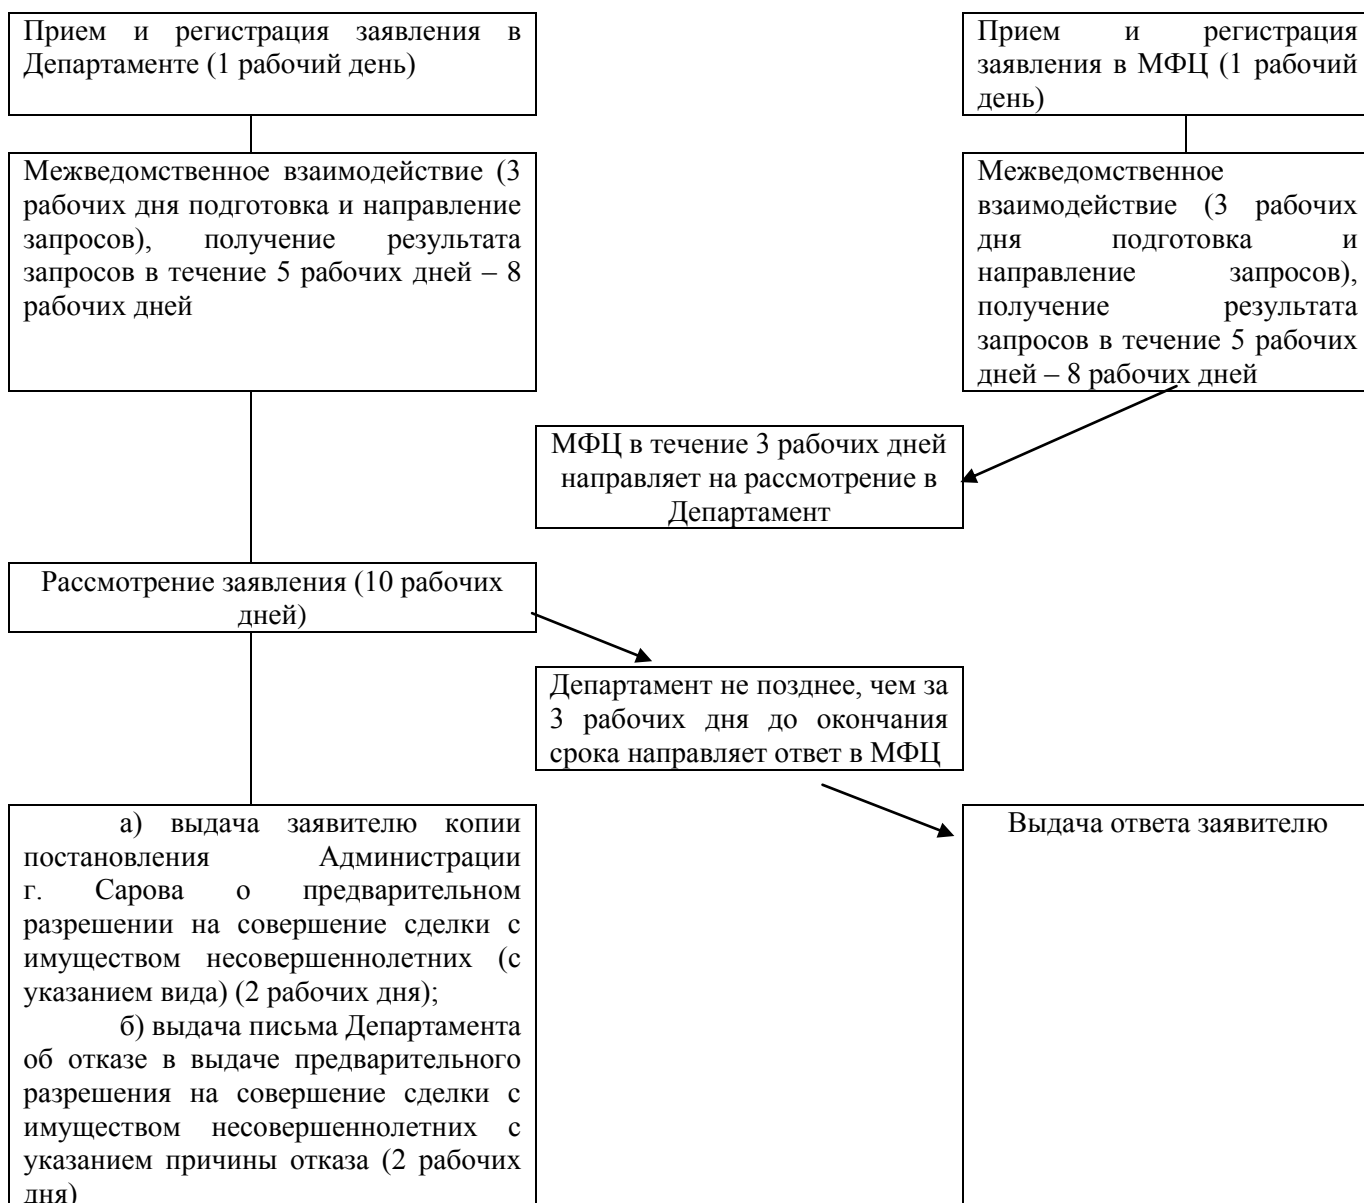 Прием и регистрация заявления в
Департаменте (1 рабочий день)
Прием и регистрация
заявления в МФЦ (1 рабочий
день)
Межведомственное взаимодействие (3
рабочих дня подготовка и направление
запросов), получение результата
запросов в течение 5 рабочих дней – 8
рабочих дней
Межведомственное
взаимодействие (3 рабочих
дня подготовка и
направление запросов),
получение результата
запросов в течение 5 рабочих
дней – 8 рабочих дней
МФЦ в течение 3 рабочих дней
направляет на рассмотрение в
Департамент
Рассмотрение заявления (10 рабочих
дней)
Департамент не позднее, чем за
3 рабочих дня до окончания
срока направляет ответ в МФЦ
а) выдача заявителю копии
постановления Администрации
г. Сарова о предварительном
разрешении на совершение сделки с
имуществом несовершеннолетних (с
указанием вида) (2 рабочих дня);
б) выдача письма Департамента
об отказе в выдаче предварительного
разрешения на совершение сделки с
имуществом несовершеннолетних с
указанием причины отказа (2 рабочих
дня)
Выдача ответа заявителю